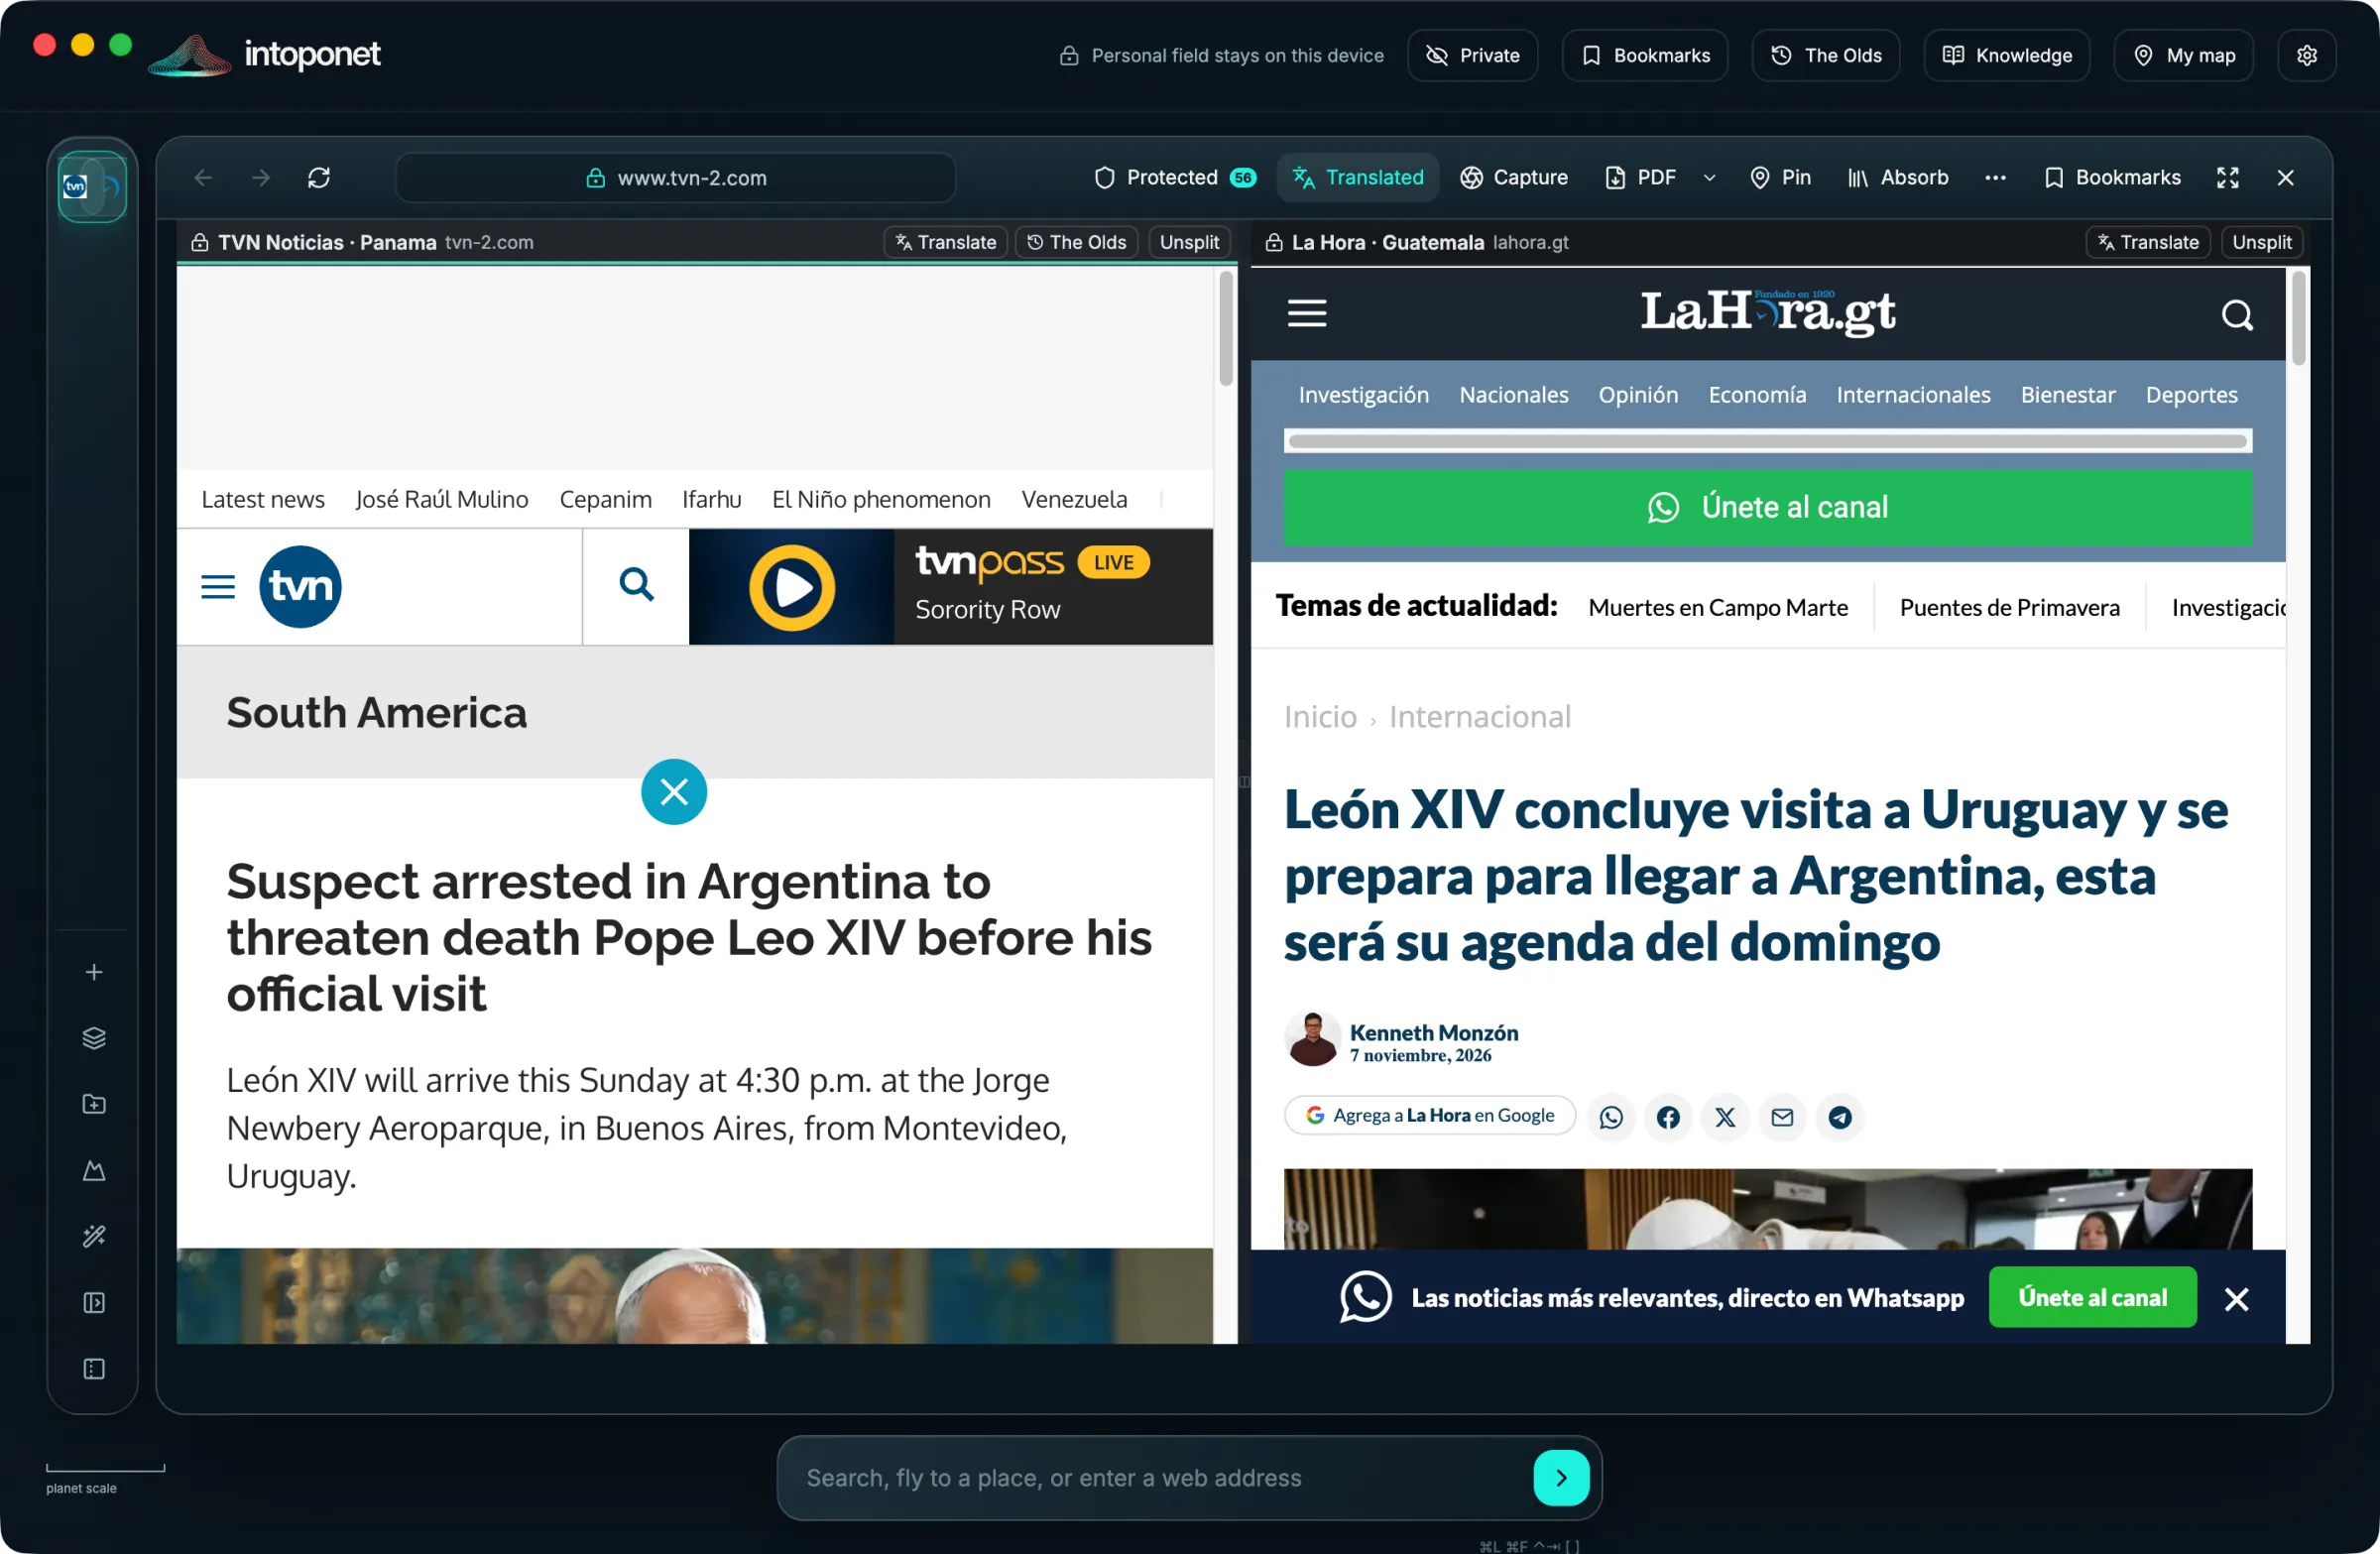 intoponet
Personal field stays on this device
Private
Bookmarks
The Olds
Knowledge
My map
tvn
www.tvn-2.com
Protected 56
Translated
Capture
PDF
Pin
Absorb
Bookmarks
TVN Noticias · Panama tvn-2.com
Translate
The Olds
Unsplit
Latest news
José Raúl Mulino
Cepanim
Ifarhu
El Niño phenomenon
Venezuela
tvn
tvnpass LIVE
Sorority Row
South America
Suspect arrested in Argentina to
threaten death Pope Leo XIV before his
official visit
León XIV will arrive this Sunday at 4:30 p.m. at the Jorge
Newbery Aeroparque, in Buenos Aires, from Montevideo,
Uruguay.
La Hora · Guatemala lahora.gt
Translate
Unsplit
Fundado en 1920
LaHora.gt
Investigación
Nacionales
Opinión
Economía
Internacionales
Bienestar
Deportes
Únete al canal
Temas de actualidad:
Muertes en Campo Marte
Puentes de Primavera
Investigació
Inicio › Internacional
León XIV concluye visita a Uruguay y se
prepara para llegar a Argentina, esta
será su agenda del domingo
Kenneth Monzón
7 noviembre, 2026
Agrega a La Hora en Google
Las noticias más relevantes, directo en Whatsapp
Únete al canal
Search, fly to a place, or enter a web address
planet scale
⌘L ⌘F ^⇥ [ ]